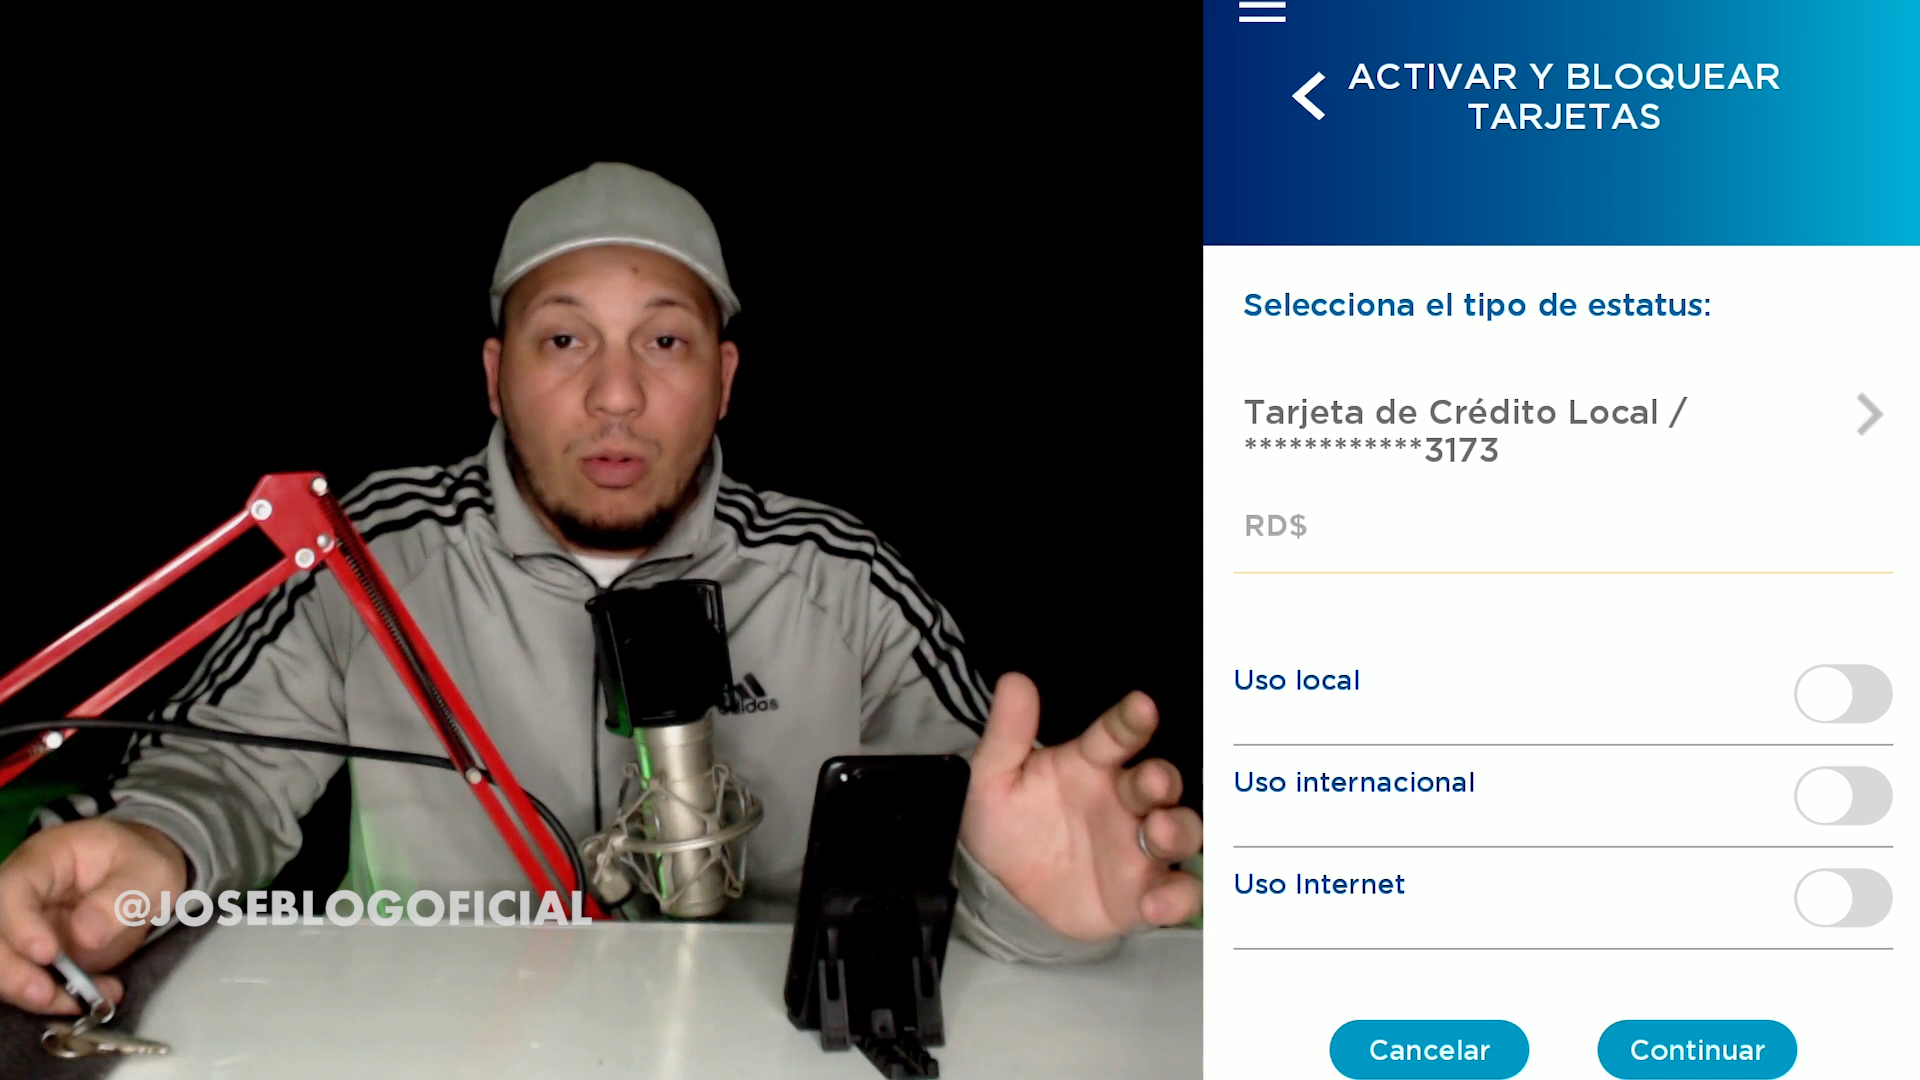 ACTIVAR Y BLOQUEAR
TARJETAS
Selecciona el tipo de estatus:
Tarjeta de Crédito Local /
************3173
RD$
Uso local
Uso internacional
Uso Internet
Cancelar
Continuar
adidas
@JOSEBLOGOFICIAL